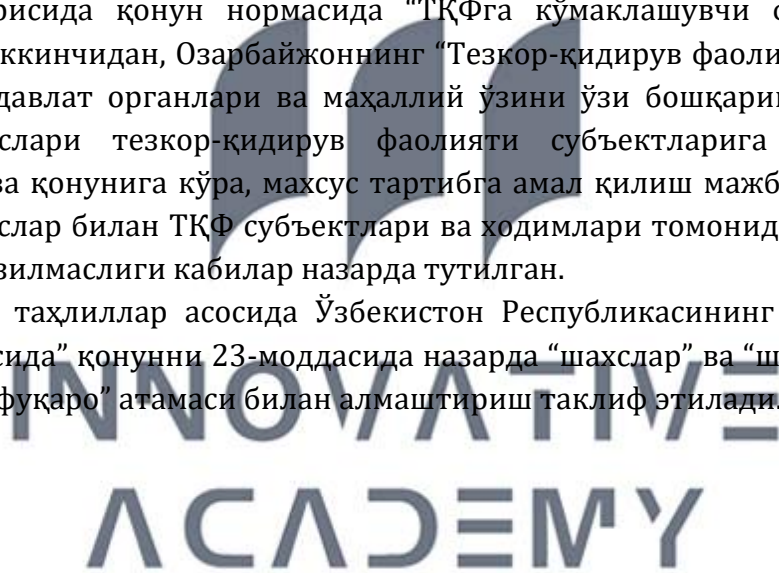 рисида қонун нормасида “ТҚФга кўмаклашувчи
ккинчидан, Озарбайжоннинг “Тезкор-қидирув фаоли
давлат органлари ва маҳаллий ўзини ўзи бошқари
слари тезкор-қидирув фаолияти субъектларига
ва қонунига кўра, махсус тартибга амал қилиш мажб
слар билан ТҚФ субъектлари ва ходимлари томонид
зилмаслиги кабилар назарда тутилган.
таҳлиллар асосида Ўзбекистон Республикасининг
сида” қонунни 23-моддасида назарда “шахслар” ва “ш
фуқаро” атамаси билан алмаштириш таклиф этилади
INNOVATIVE
ACADEMY